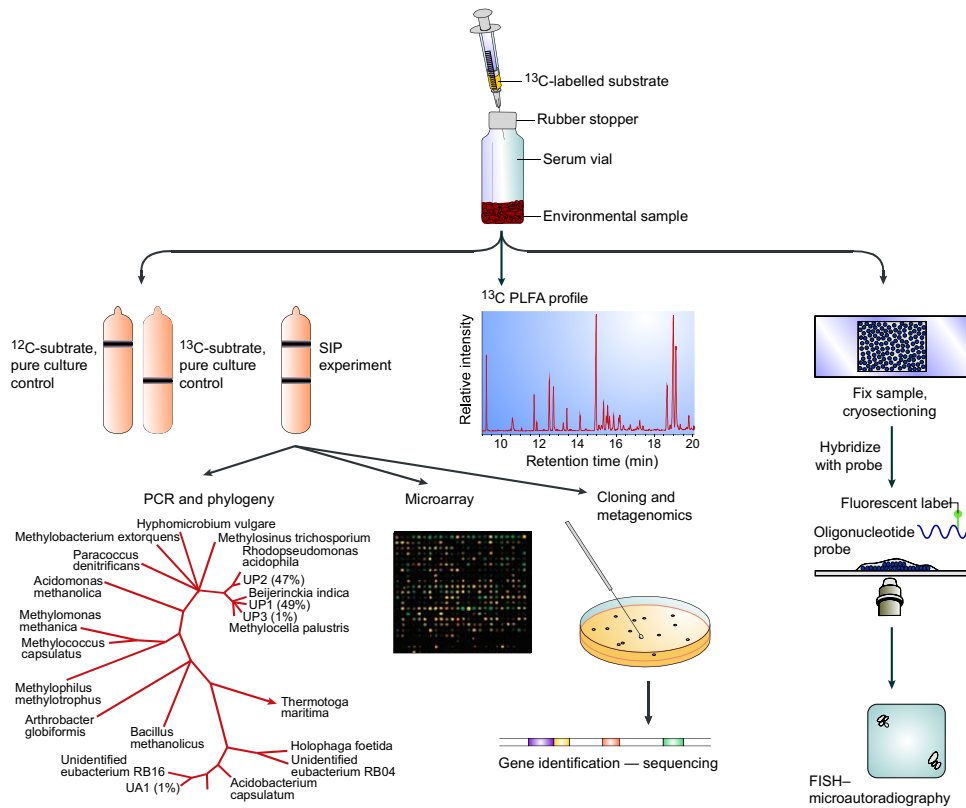 13C-labelled substrate
Rubber stopper
Serum vial
Environmental sample
12C-subtrate,
pure culture
control
13C-subtrate,
pure culture
control
SIP
experiment
13C PLFA profile
Relative intensity
10 12 14 16 18 20
Retention time (min)
Fix sample,
cryosectioning
Hybridize
with probe
Fluorescent label
Oligonucleotide
probe
FISH–
microautoradiography
PCR and phylogeny
Microarray
Cloning and
metagenomics
Hyphomicrobium vulgare
Methylobacterium extorquens
Methylosinus trichosporium
Paracoccus
denitrificans
Rhodopseudomonas
acidophila
UP2 (47%)
Acidomonas
methanolica
Beijerinckia indica
UP1 (49%)
UP3 (1%)
Methylocella palustris
Methylomonas
methanica
Methylococcus
capsulatus
Methylophilus
methylotrophus
Thermotoga
maritima
Arthrobacter
globiformis
Bacillus
methanolicus
Holophaga foetida
Unidentified
eubacterium RB04
Unidentified
eubacterium RB16
UA1 (1%)
Acidobacterium
capsulatum
Gene identification — sequencing